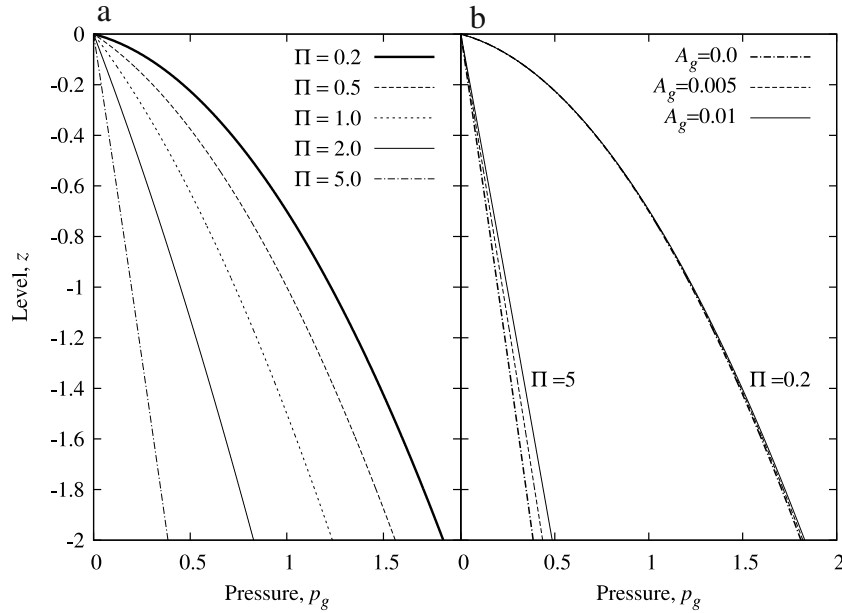 a
b
0
-0.2
-0.4
-0.6
-0.8
-1
-1.2
-1.4
-1.6
-1.8
-2
Level, z
Π = 0.2
Π = 0.5
Π = 1.0
Π = 2.0
Π = 5.0
0 0.5 1 1.5
Pressure, p_g
A_g=0.0
A_g=0.005
A_g=0.01
Π =5
Π =0.2
0 0.5 1 1.5 2
Pressure, p_g